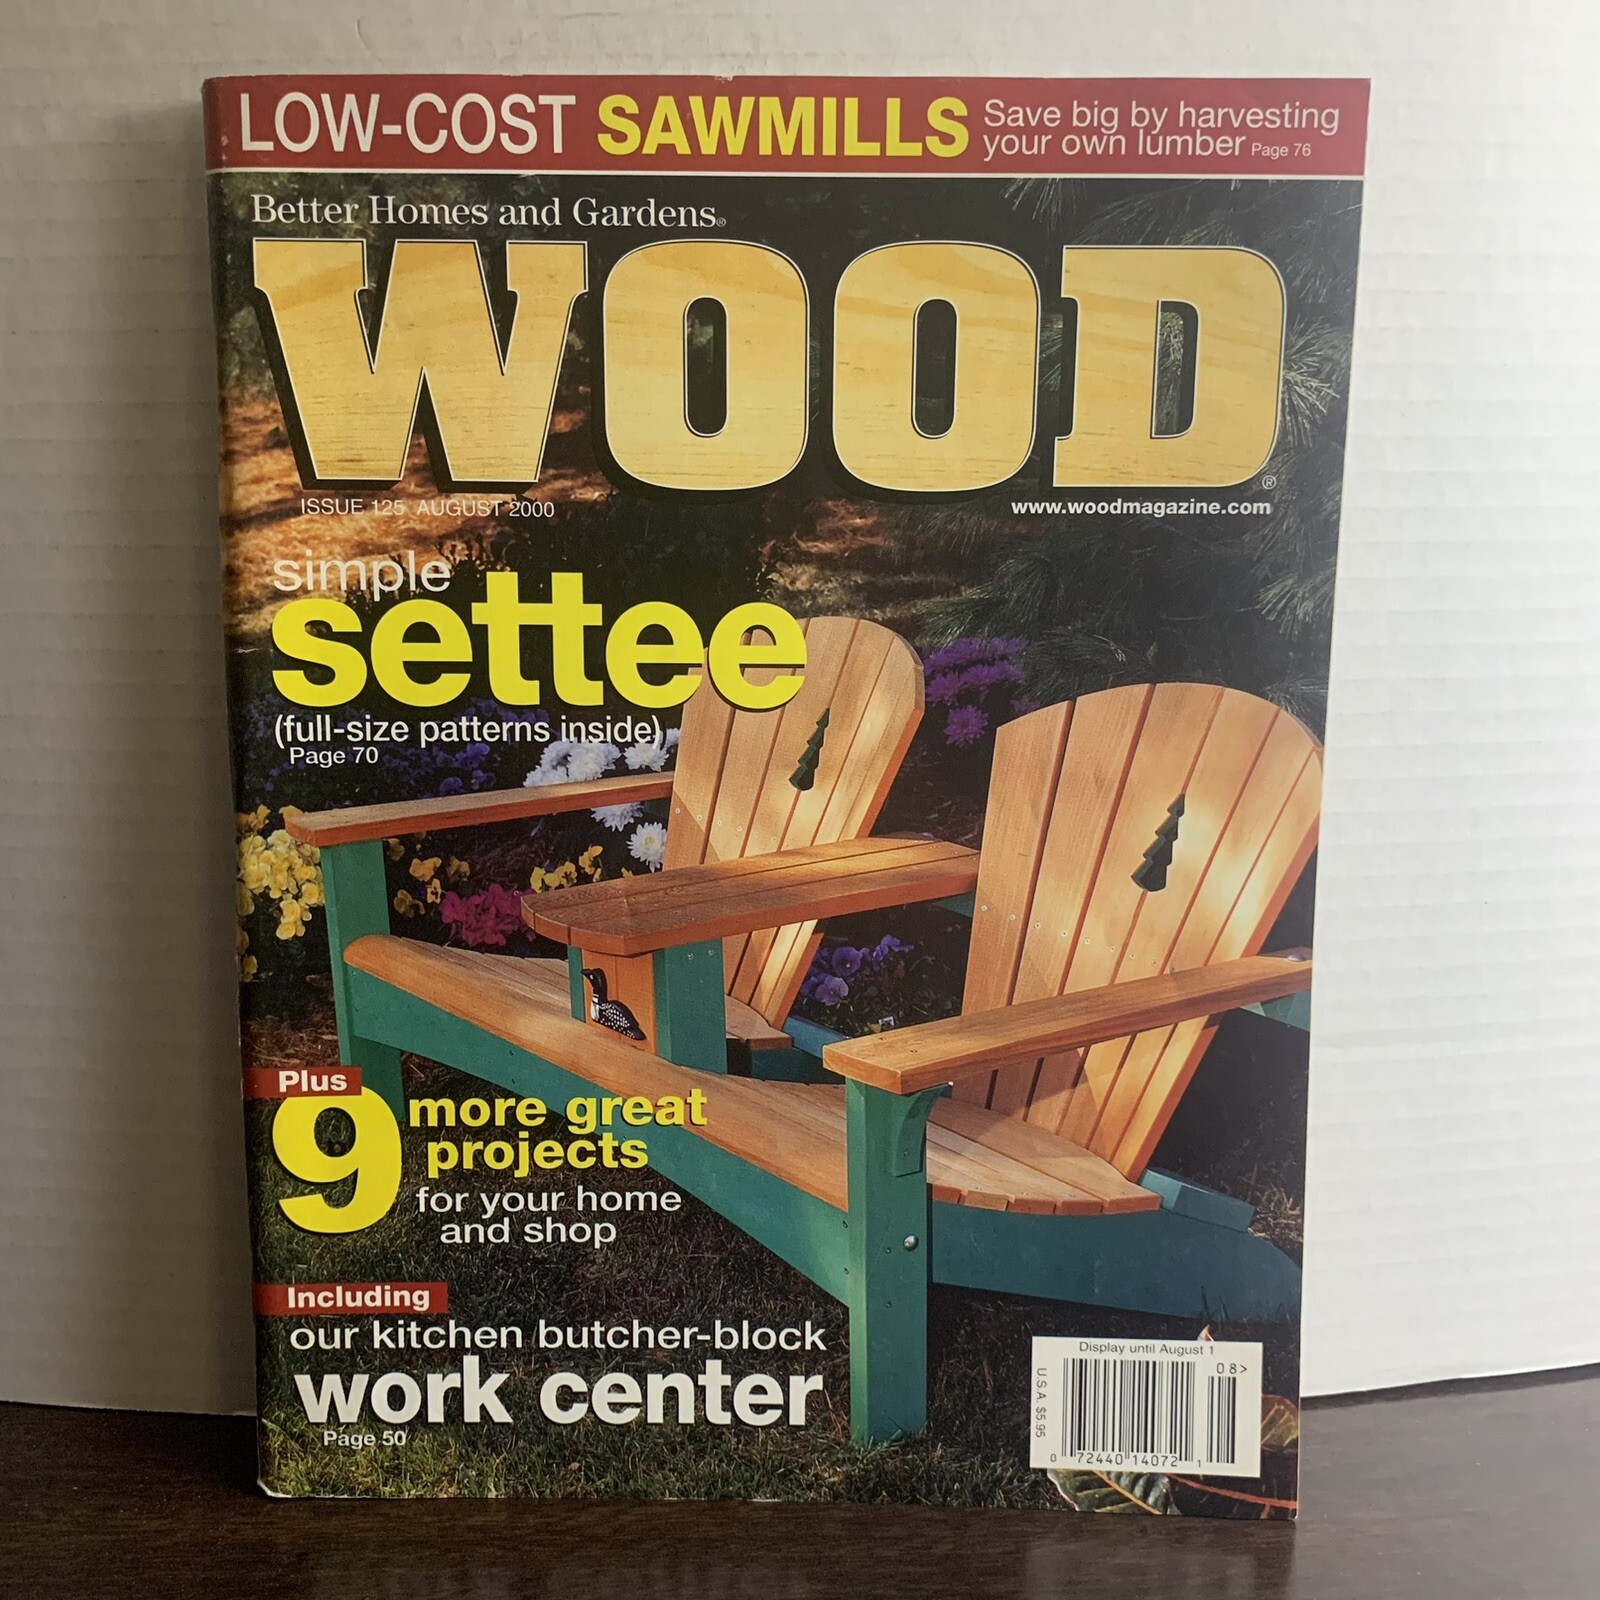 LOW-COST SAWMILLS Save big by harvesting
your own lumber Page 76
Better Homes and Gardens®
WOOD®
ISSUE 125 AUGUST 2000
www.woodmagazine.com
simple
settee
(full-size patterns inside)
Page 70
Plus
9 more great
projects
for your home
and shop
Including
our kitchen butcher-block
work center
Page 50
Display until August 1
08>
U.S.A. $5.95
0 72440 14072 1